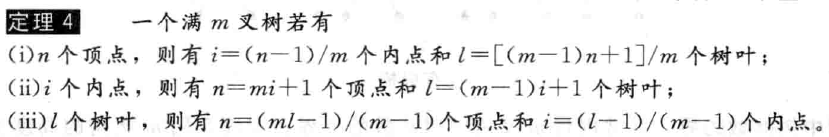 定理 4 一个满 m 叉树若有
(i)n 个顶点，则有 i=(n-1)/m 个内点和 l=[(m-1)n+1]/m 个树叶；
(ii)i 个内点，则有 n=mi+1 个顶点和 l=(m-1)i+1 个树叶；
(iii)l 个树叶，则有 n=(ml-1)/(m-1)个顶点和 i=(l-1)/(m-1)个内点。